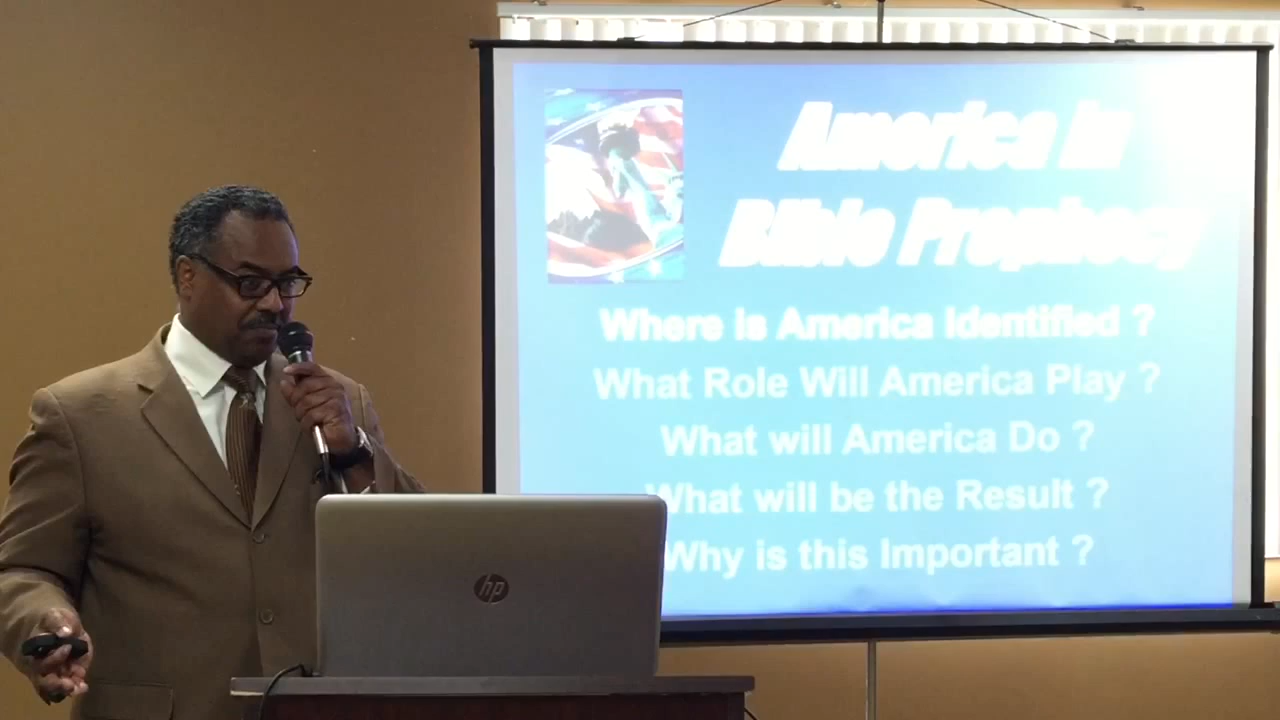 America in
Bible Prophecy
Where is America Identified ?
What Role Will America Play ?
What will America Do ?
What will be the Result ?
Why is this Important ?
hp